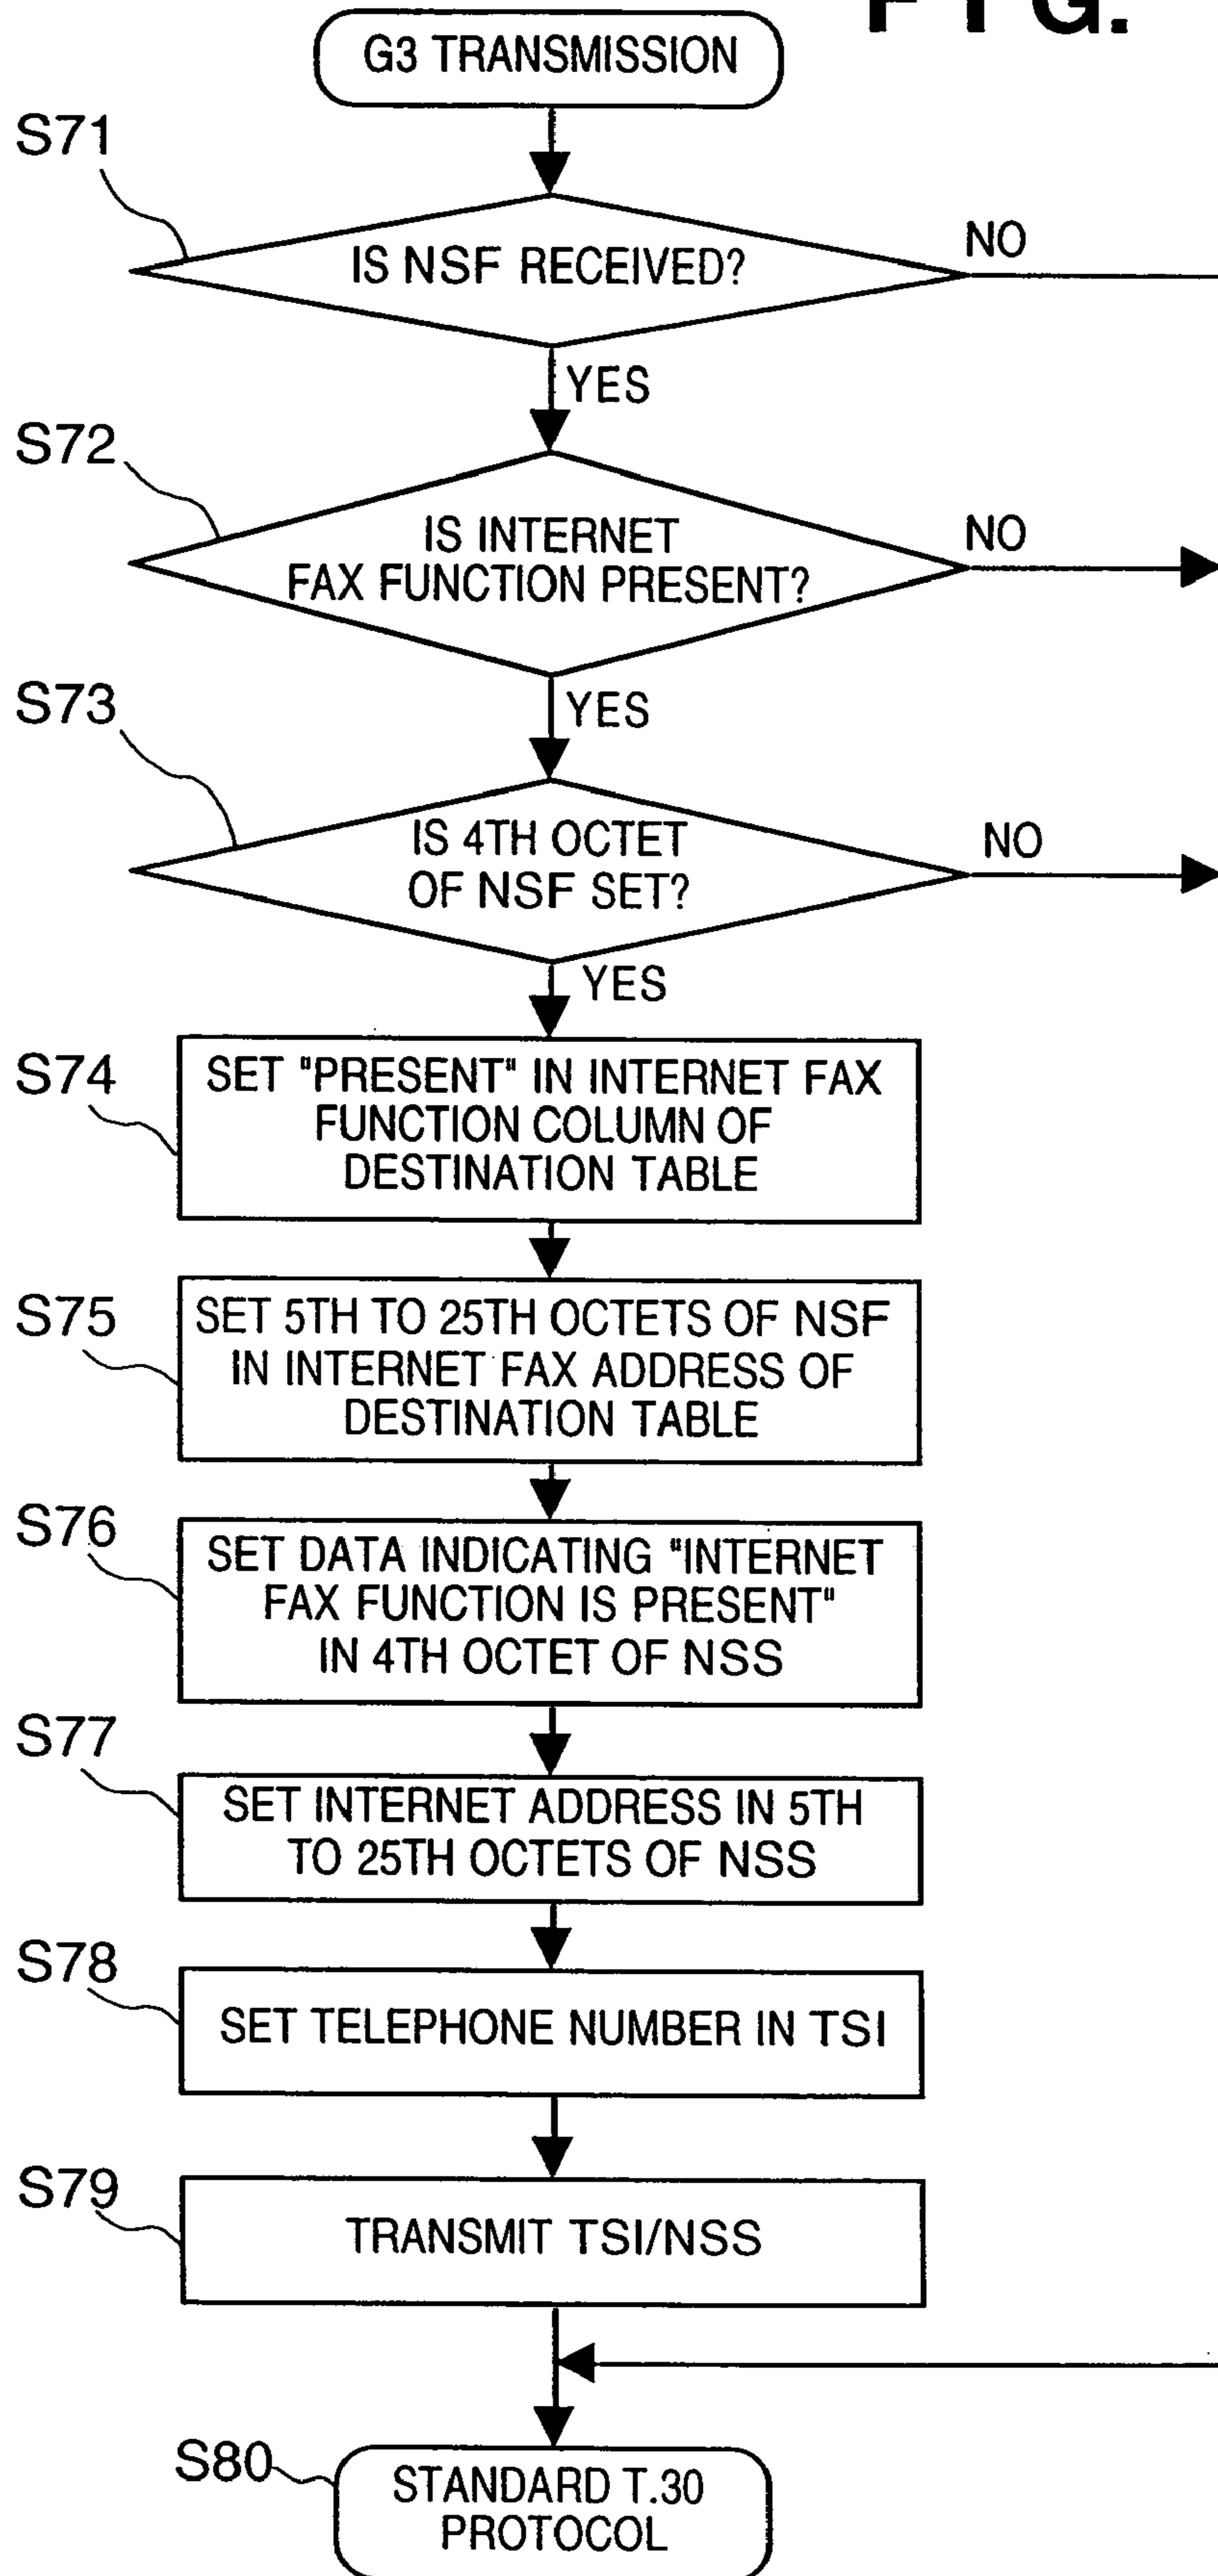 FIG.
G3 TRANSMISSION
S71
IS NSF RECEIVED?
NO
YES
S72
IS INTERNET
FAX FUNCTION PRESENT?
NO
YES
S73
IS 4TH OCTET
OF NSF SET?
NO
YES
S74
SET "PRESENT" IN INTERNET FAX
FUNCTION COLUMN OF
DESTINATION TABLE
S75
SET 5TH TO 25TH OCTETS OF NSF
IN INTERNET FAX ADDRESS OF
DESTINATION TABLE
S76
SET DATA INDICATING "INTERNET
FAX FUNCTION IS PRESENT"
IN 4TH OCTET OF NSS
S77
SET INTERNET ADDRESS IN 5TH
TO 25TH OCTETS OF NSS
S78
SET TELEPHONE NUMBER IN TSI
S79
TRANSMIT TSI/NSS
S80
STANDARD T.30
PROTOCOL